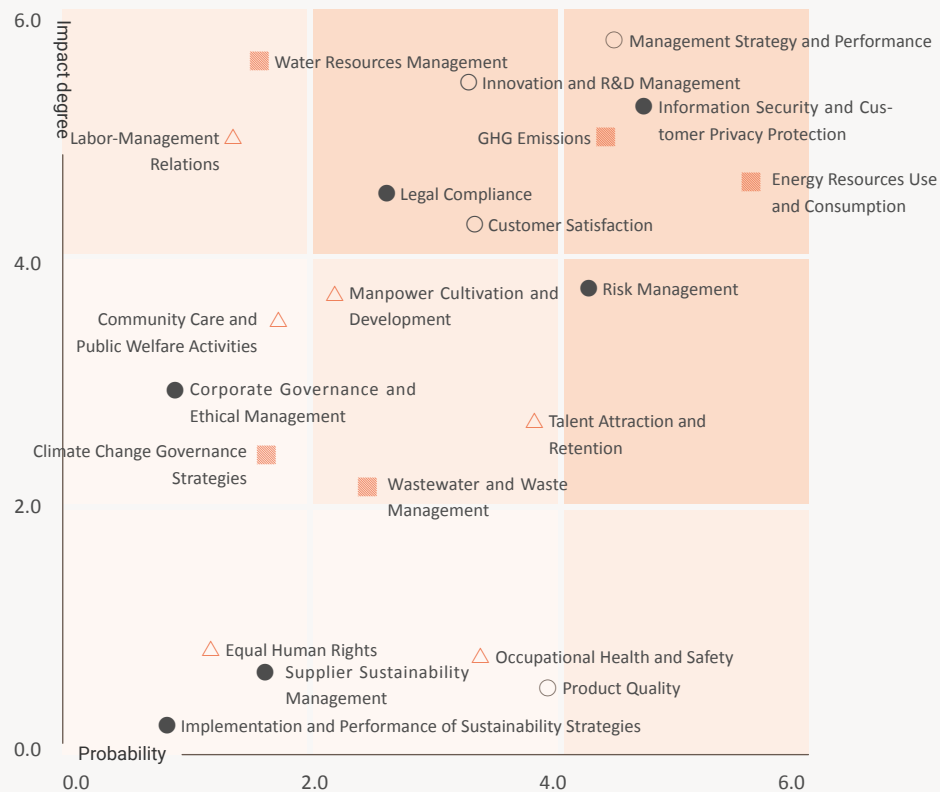 6.0
Impact degree
Management Strategy and Performance
Water Resources Management
Innovation and R&D Management
Information Security and Cus-
tomer Privacy Protection
Labor-Management
Relations
GHG Emissions
Energy Resources Use
and Consumption
Legal Compliance
Customer Satisfaction
4.0
Manpower Cultivation and
Development
Risk Management
Community Care and
Public Welfare Activities
Corporate Governance and
Ethical Management
Talent Attraction and
Retention
Climate Change Governance
Strategies
Wastewater and Waste
Management
2.0
Equal Human Rights
Occupational Health and Safety
Supplier Sustainability
Management
Product Quality
Implementation and Performance of Sustainability Strategies
0.0
Probability
0.0
2.0
4.0
6.0